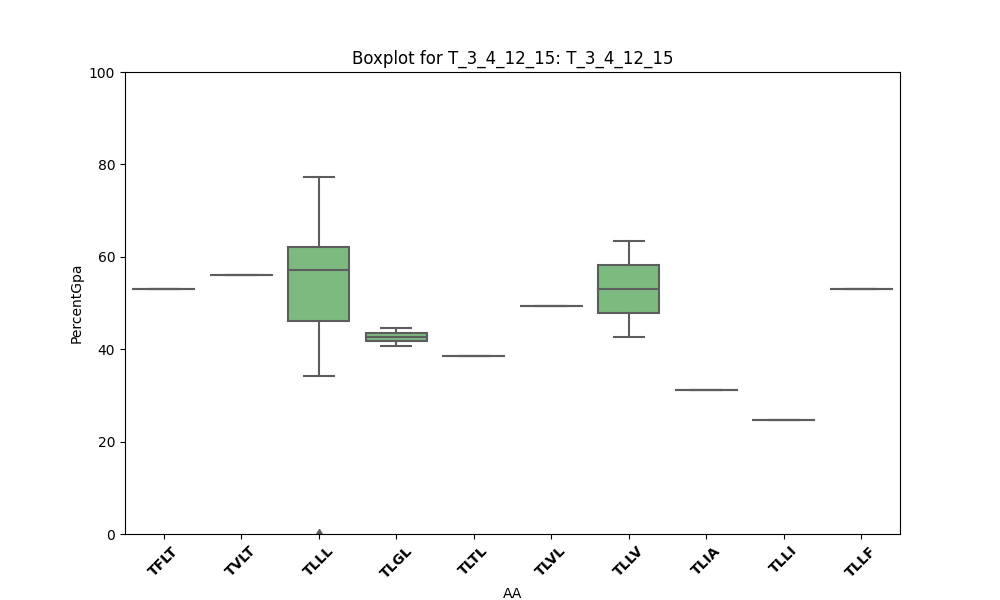 Boxplot for T_3_4_12_15: T_3_4_12_15
100
80
60
40
20
0
PercentGpa
TFLT
TVLT
TLLL
TLGL
TLTL
TLVL
TLLV
TLIA
TLLI
TLLF
AA